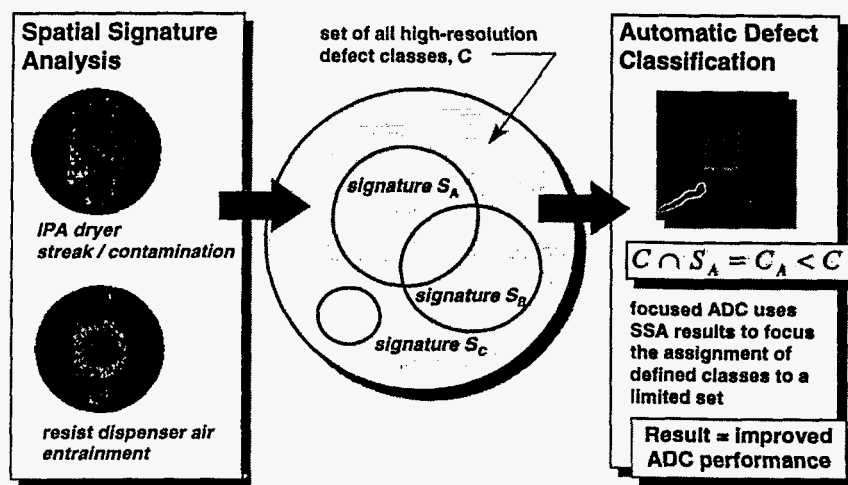 Spatial Signature
Analysis
IPA dryer
streak / contamination
resist dispenser air
entrainment
set of all high-resolution
defect classes, C
signature S_A
signature S_B
signature S_C
Automatic Defect
Classification
C ∩ S_A = C_A < C
focused ADC uses
SSA results to focus
the assignment of
defined classes to a
limited set
Result = improved
ADC performance